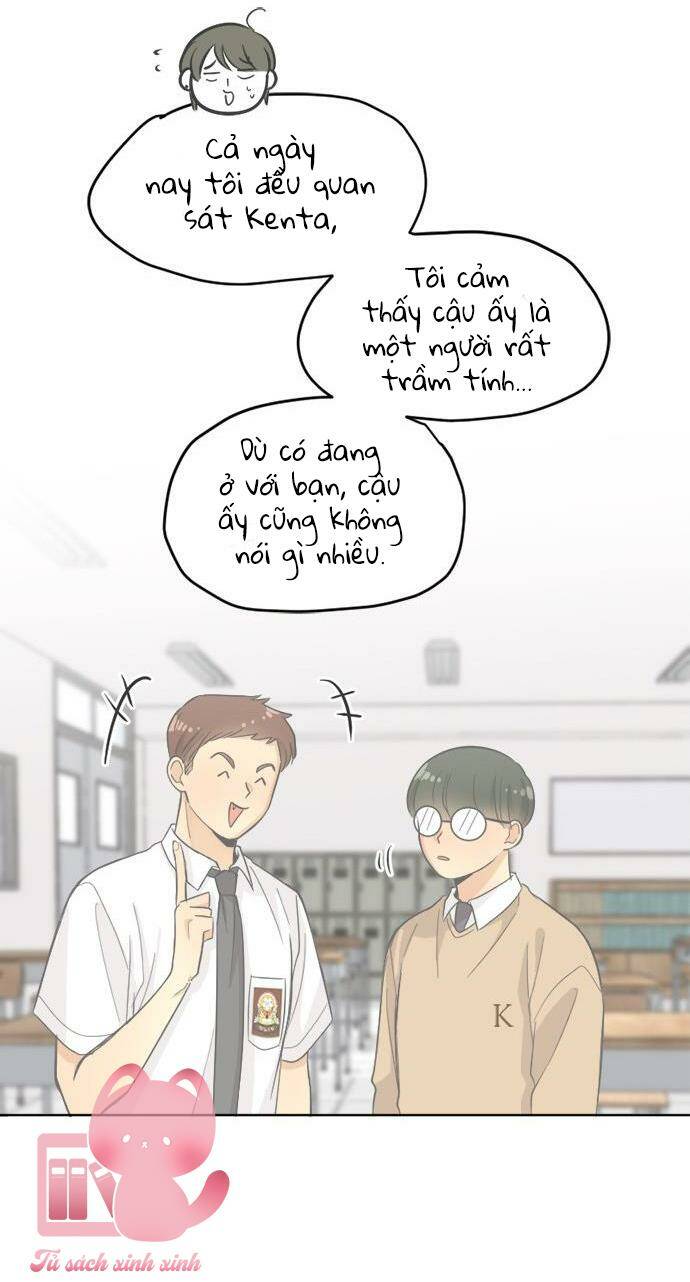 Cả ngày
nay tôi đều quan
sát Kenta,
Tôi cảm
thấy cậu ấy là
một người rất
trầm tính...
Dù có đang
ở với bạn, cậu
ấy cũng không
nói gì nhiều.
K
Tủ sách xinh xinh